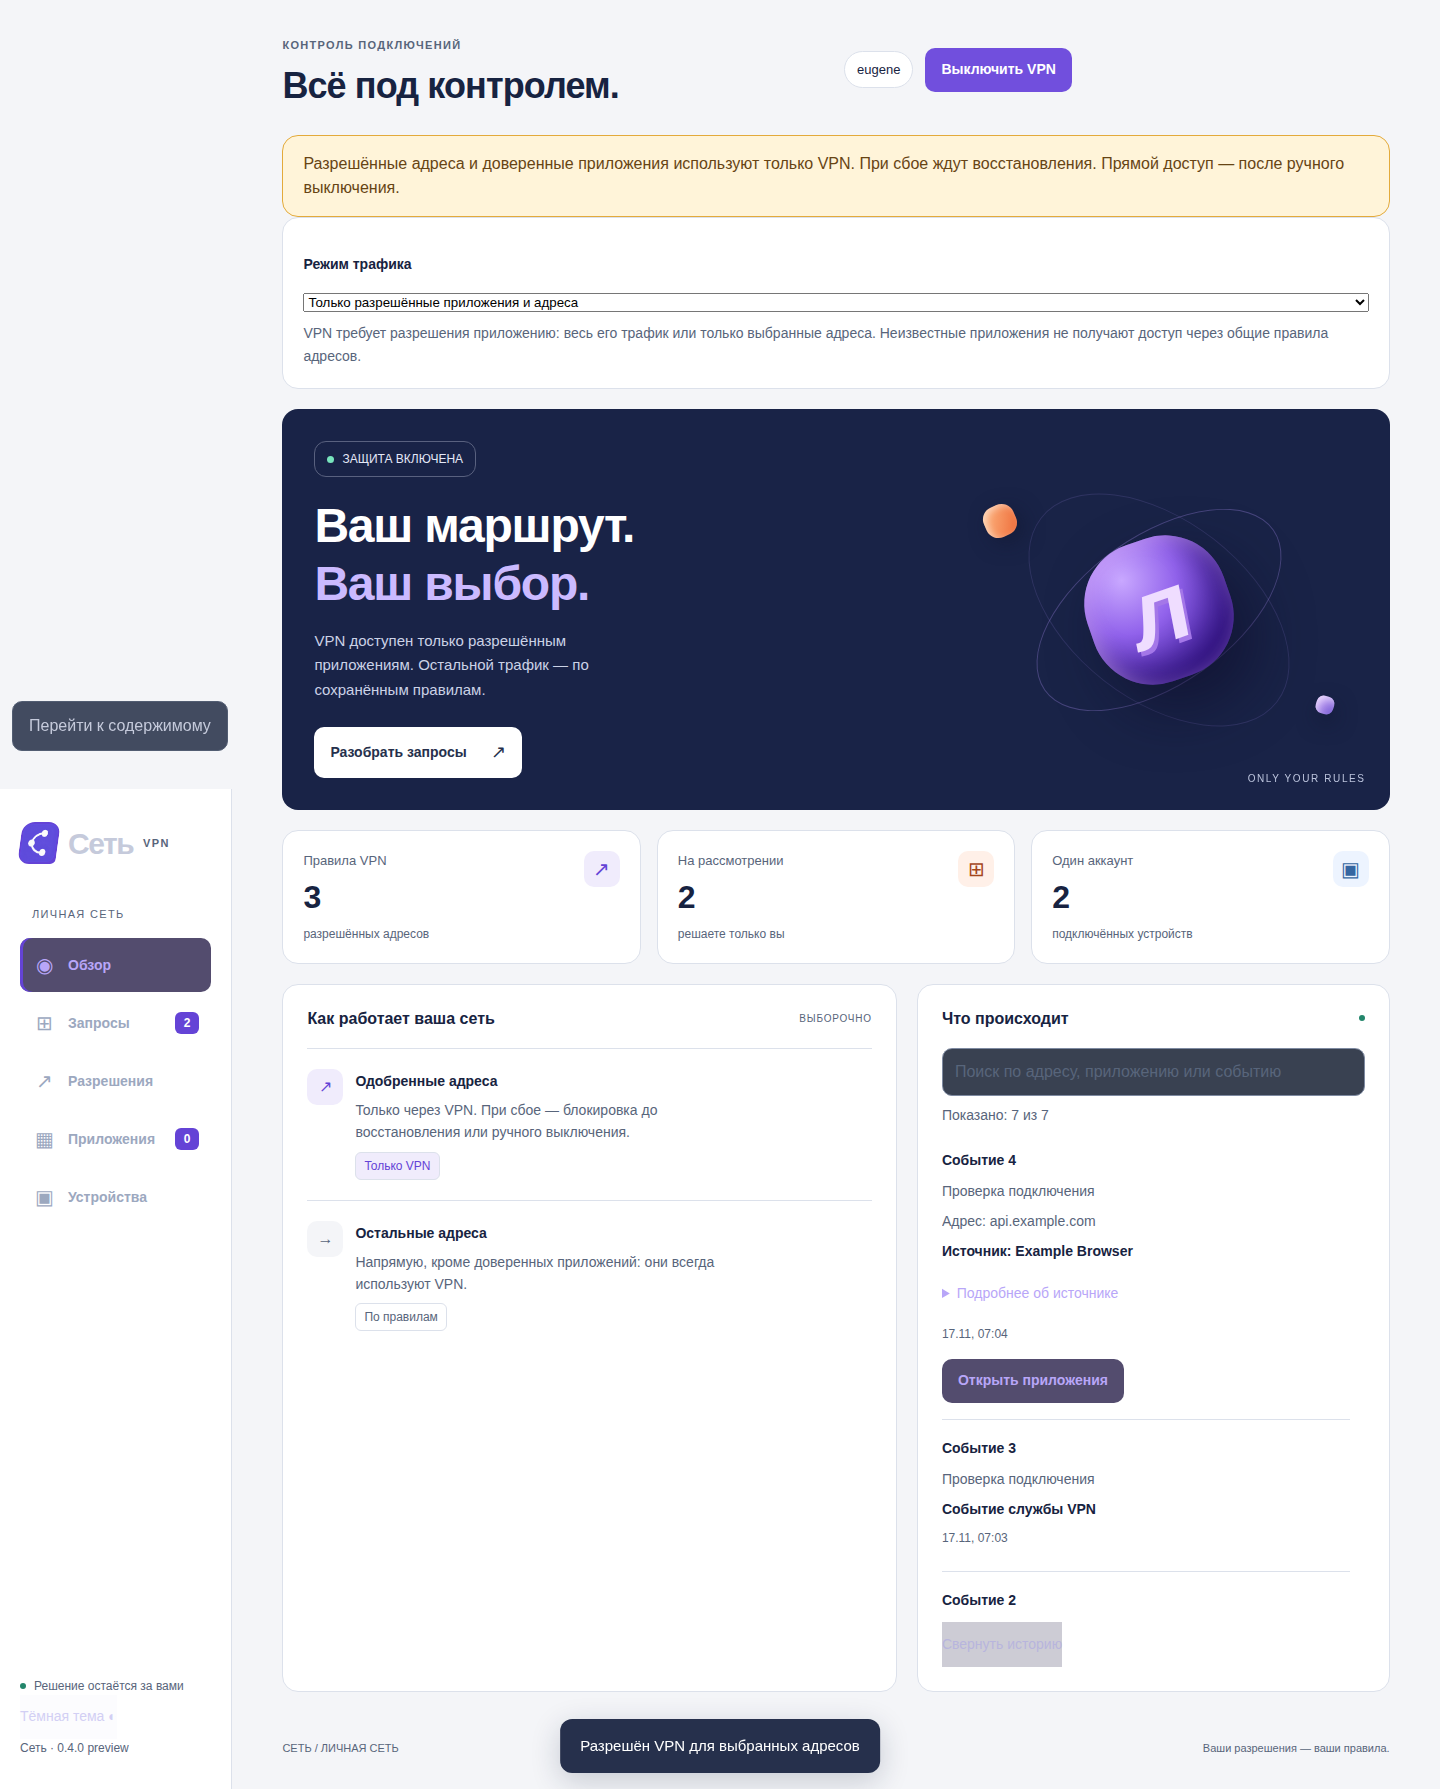 КОНТРОЛЬ ПОДКЛЮЧЕНИЙ
Всё под контролем.
eugene
Выключить VPN
Разрешённые адреса и доверенные приложения используют только VPN. При сбое ждут восстановления. Прямой доступ — после ручного
выключения.
Режим трафика
Только разрешённые приложения и адреса
VPN требует разрешения приложению: весь его трафик или только выбранные адреса. Неизвестные приложения не получают доступ через общие правила
адресов.
ЗАЩИТА ВКЛЮЧЕНА
Ваш маршрут.
Ваш выбор.
VPN доступен только разрешённым
приложениям. Остальной трафик — по
сохранённым правилам.
Разобрать запросы ↗
Л
ONLY YOUR RULES
Перейти к содержимому
Сеть VPN
ЛИЧНАЯ СЕТЬ
Обзор
Запросы 2
Разрешения
Приложения 0
Устройства
Решение остаётся за вами
Тёмная тема
Сеть · 0.4.0 preview
Правила VPN
3
разрешённых адресов
На рассмотрении
2
решаете только вы
Один аккаунт
2
подключённых устройств
Как работает ваша сеть
ВЫБОРОЧНО
Одобренные адреса
Только через VPN. При сбое — блокировка до
восстановления или ручного выключения.
Только VPN
Остальные адреса
Напрямую, кроме доверенных приложений: они всегда
используют VPN.
По правилам
Что происходит
Поиск по адресу, приложению или событию
Показано: 7 из 7
Событие 4
Проверка подключения
Адрес: api.example.com
Источник: Example Browser
Подробнее об источнике
17.11, 07:04
Открыть приложения
Событие 3
Проверка подключения
Событие службы VPN
17.11, 07:03
Событие 2
Свернуть историю
СЕТЬ / ЛИЧНАЯ СЕТЬ
Разрешён VPN для выбранных адресов
Ваши разрешения — ваши правила.